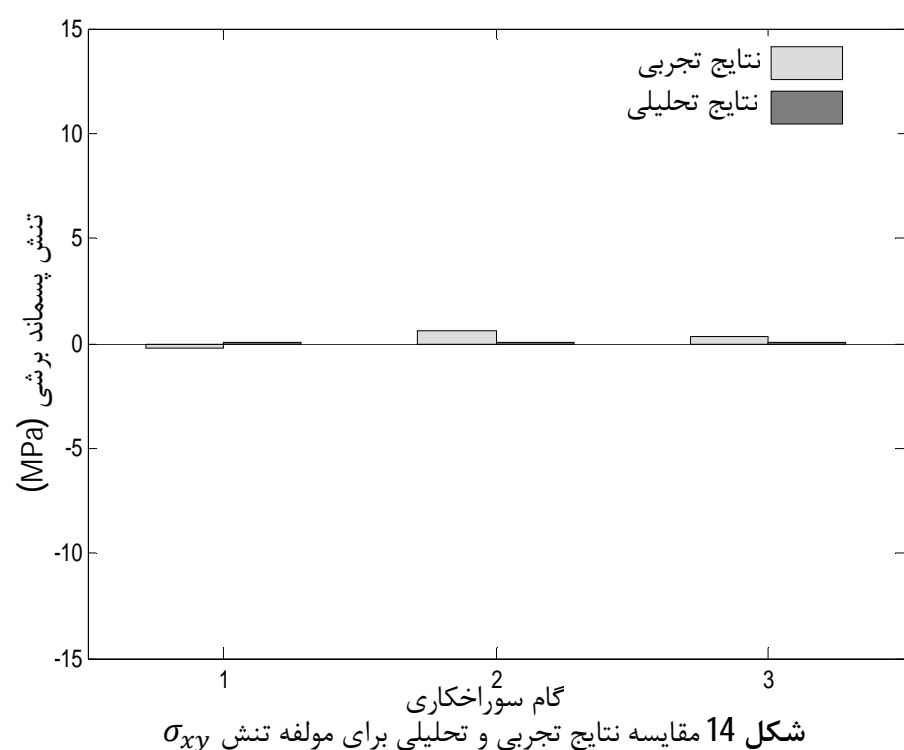 15
10
5
0
-5
-10
-15
تنش پسماند برشی (MPa)
نتایج تجربی
نتایج تحلیلی
1 2 3
گام سوراخکاری
شکل 14 مقایسه نتایج تجربی و تحلیلی برای مولفه تنش σxy